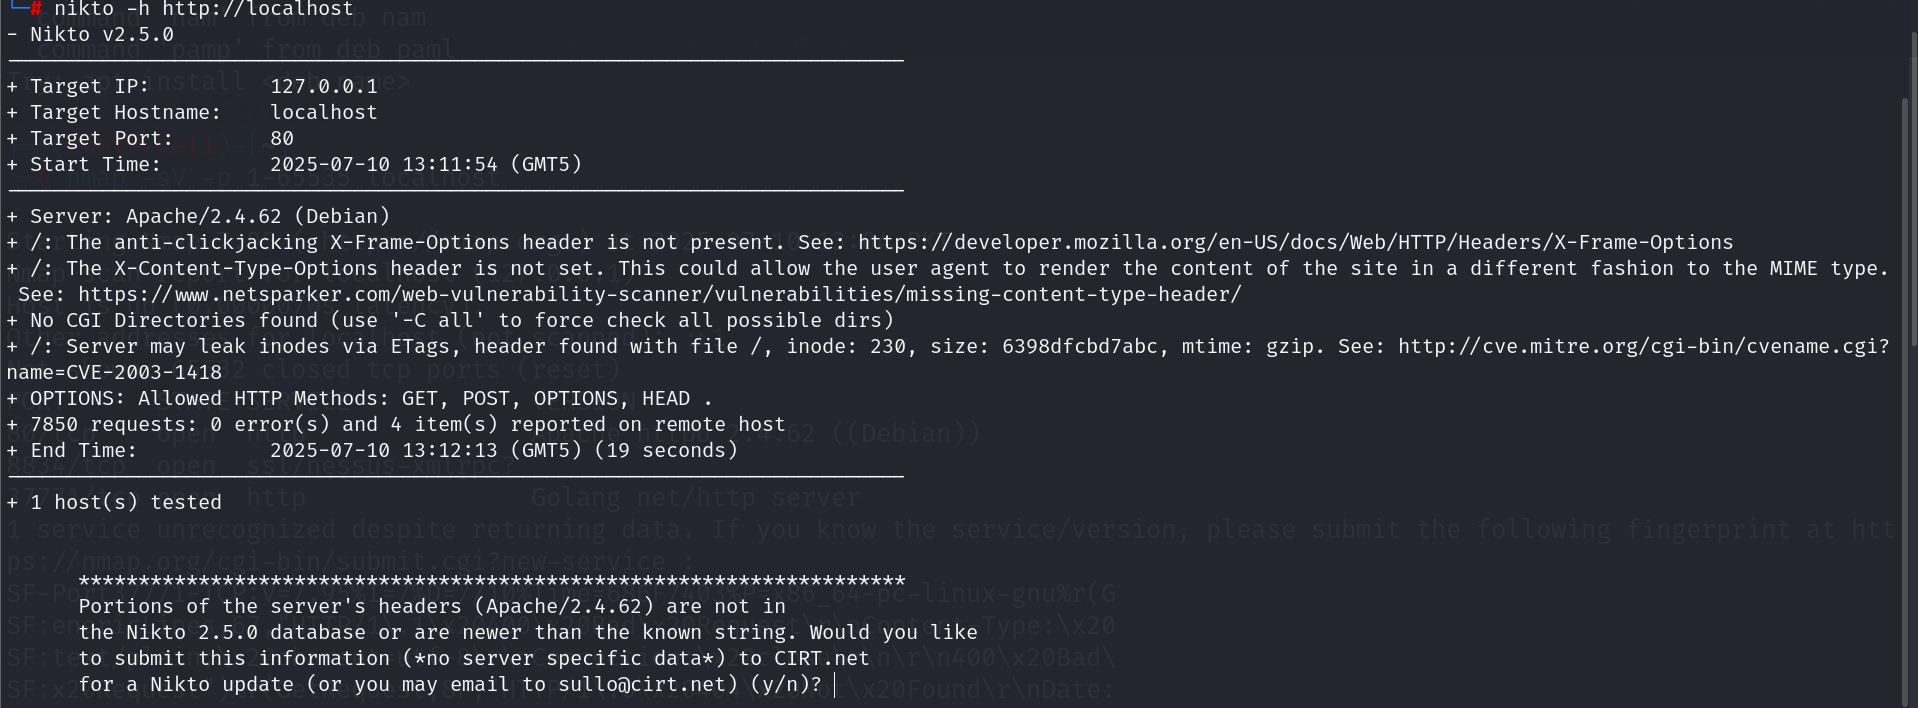 └─# nikto -h http://localhost
- Nikto v2.5.0
+ Target IP: 127.0.0.1
+ Target Hostname: localhost
+ Target Port: 80
+ Start Time: 2025-07-10 13:11:54 (GMT5)
+ Server: Apache/2.4.62 (Debian)
+ /: The anti-clickjacking X-Frame-Options header is not present. See: https://developer.mozilla.org/en-US/docs/Web/HTTP/Headers/X-Frame-Options
+ /: The X-Content-Type-Options header is not set. This could allow the user agent to render the content of the site in a different fashion to the MIME type.
See: https://www.netsparker.com/web-vulnerability-scanner/vulnerabilities/missing-content-type-header/
+ No CGI Directories found (use '-C all' to force check all possible dirs)
+ /: Server may leak inodes via ETags, header found with file /, inode: 230, size: 6398dfcbd7abc, mtime: gzip. See: http://cve.mitre.org/cgi-bin/cvename.cgi?
name=CVE-2003-1418
+ OPTIONS: Allowed HTTP Methods: GET, POST, OPTIONS, HEAD .
+ 7850 requests: 0 error(s) and 4 item(s) reported on remote host
+ End Time: 2025-07-10 13:12:13 (GMT5) (19 seconds)
+ 1 host(s) tested
*********************************************************************
Portions of the server's headers (Apache/2.4.62) are not in
the Nikto 2.5.0 database or are newer than the known string. Would you like
to submit this information (*no server specific data*) to CIRT.net
for a Nikto update (or you may email to sullo@cirt.net) (y/n)?